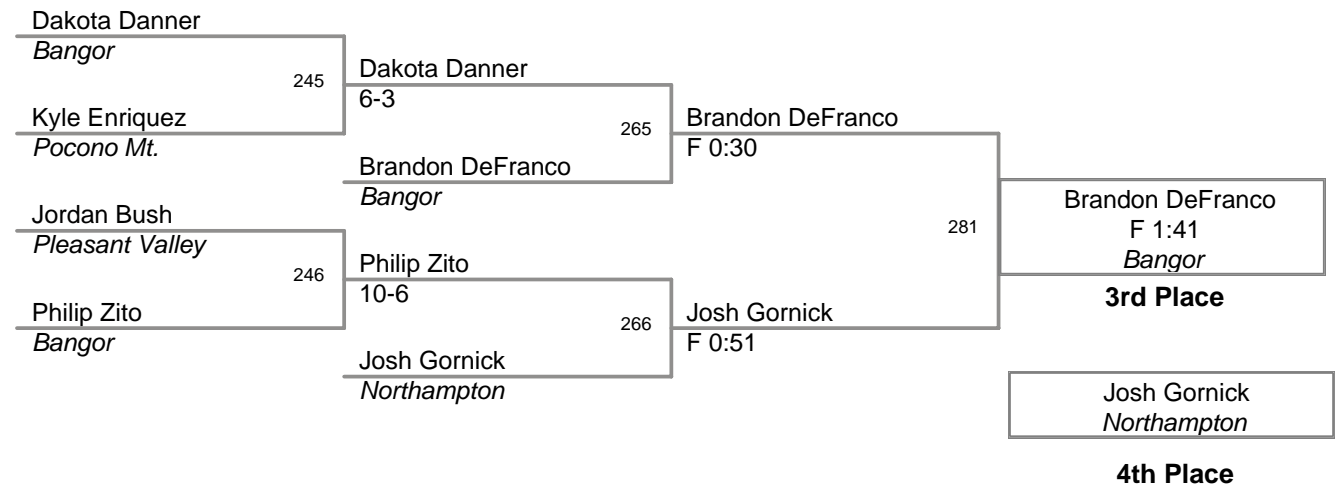 Dakota Danner
Bangor
245
Dakota Danner
6-3
Kyle Enriquez
Pocono Mt.
265
Brandon DeFranco
F 0:30
Brandon DeFranco
Bangor
Jordan Bush
Pleasant Valley
246
Philip Zito
10-6
Philip Zito
Bangor
266
Josh Gornick
F 0:51
Josh Gornick
Northampton
281
Brandon DeFranco
F 1:41
Bangor
3rd Place
Josh Gornick
Northampton
4th Place